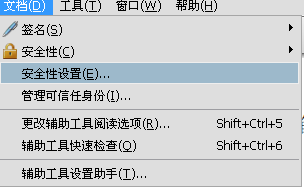 文档(D) 工具(T) 窗口(W) 帮助(H)
签名(S)
安全性(C)
安全性设置(E)...
管理可信任身份(I)...
更改辅助工具阅读选项(R)... Shift+Ctrl+5
辅助工具快速检查(Q) Shift+Ctrl+6
辅助工具设置助手(T)...